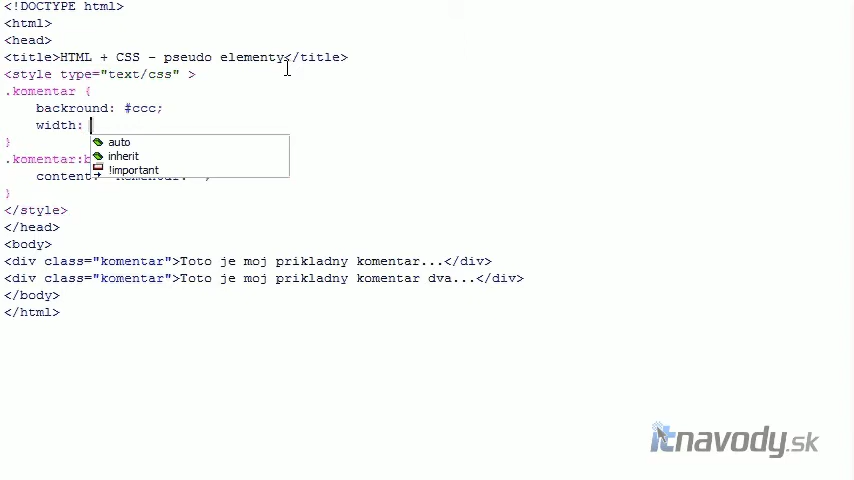 <!DOCTYPE html>
<html>
<head>
<title>HTML + CSS - pseudo elementy</title>
<style type="text/css" >
.komentar {
backround: #ccc;
width:
auto
}
inherit
.komentar:b
!important
content:
}
</style>
</head>
<body>
<div class="komentar">Toto je moj prikladny komentar...</div>
<div class="komentar">Toto je moj prikladny komentar dva...</div>
</body>
</html>
itnavody.sk